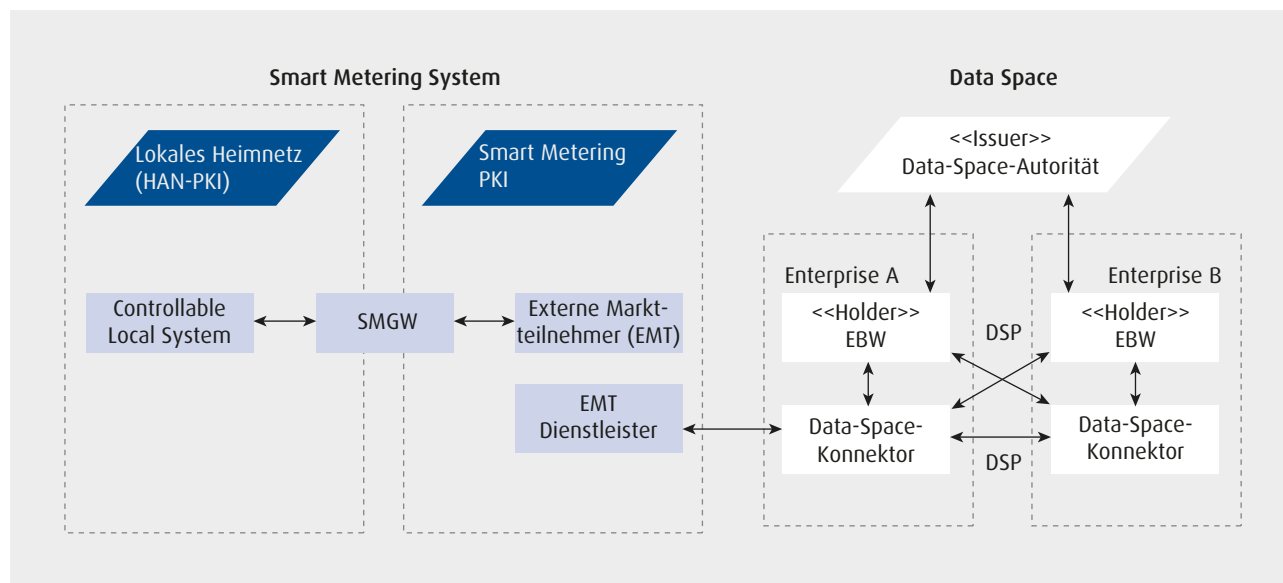 Smart Metering System
Data Space
Lokales Heimnetz
(HAN-PKI)
Smart Metering
PKI
<<Issuer>>
Data-Space-Autorität
Enterprise A
Enterprise B
Controllable
Local System
SMGW
Externe Markt-
teilnehmer (EMT)
<<Holder>>
EBW
DSP
<<Holder>>
EBW
EMT
Dienstleister
Data-Space-
Konnektor
DSP
Data-Space-
Konnektor